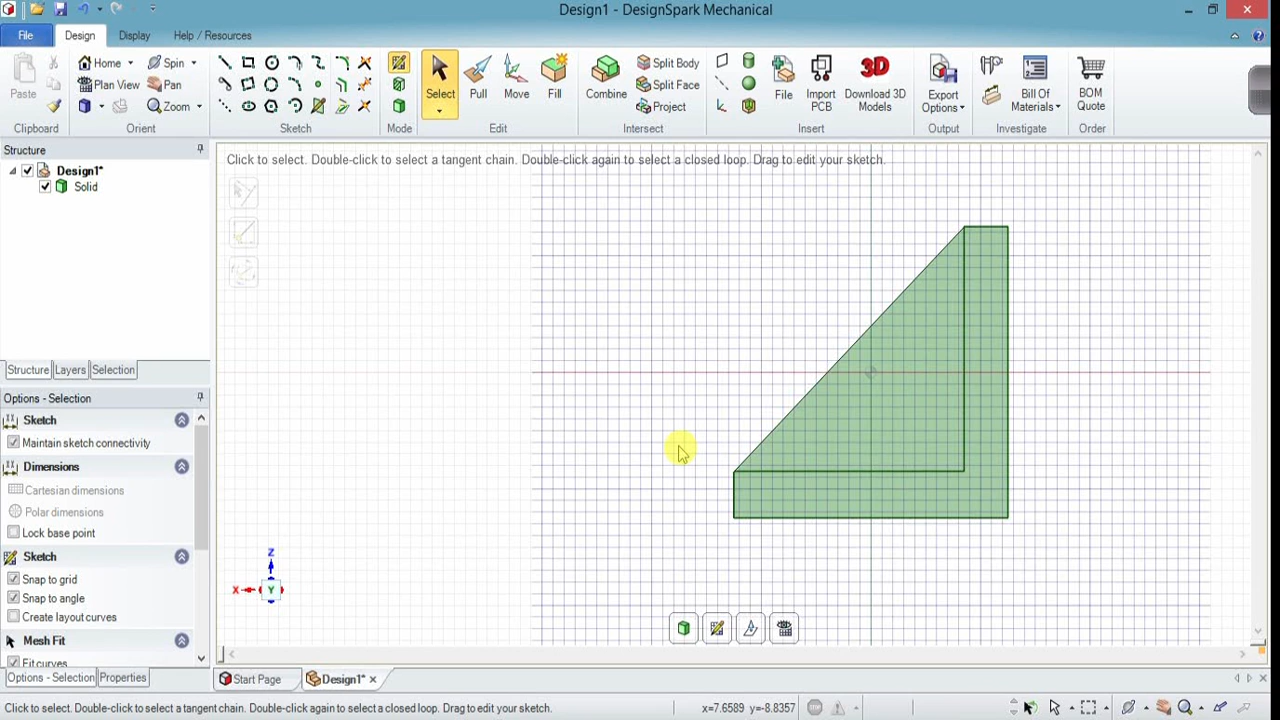 Design1 - DesignSpark Mechanical
File Design Display Help / Resources
Paste Home Spin Select Pull Move Fill Combine Split Body File Import PCB 3D Download 3D Models Export Options Bill Of Materials BOM Quote
Plan View Pan Split Face
Zoom Project
Clipboard Orient Sketch Mode Edit Intersect Insert Output Investigate Order
Structure
Design1*
Solid
Click to select. Double-click to select a tangent chain. Double-click again to select a closed loop. Drag to edit your sketch.
Structure Layers Selection
Options - Selection
Sketch
Maintain sketch connectivity
Dimensions
Cartesian dimensions
Polar dimensions
Lock base point
Sketch
Snap to grid
Snap to angle
Create layout curves
Mesh Fit
Fit curves
Z
X Y
Options - Selection Properties
Start Page Design1*
Click to select. Double-click to select a tangent chain. Double-click again to select a closed loop. Drag to edit your sketch. x=7.6589 y=-8.8357